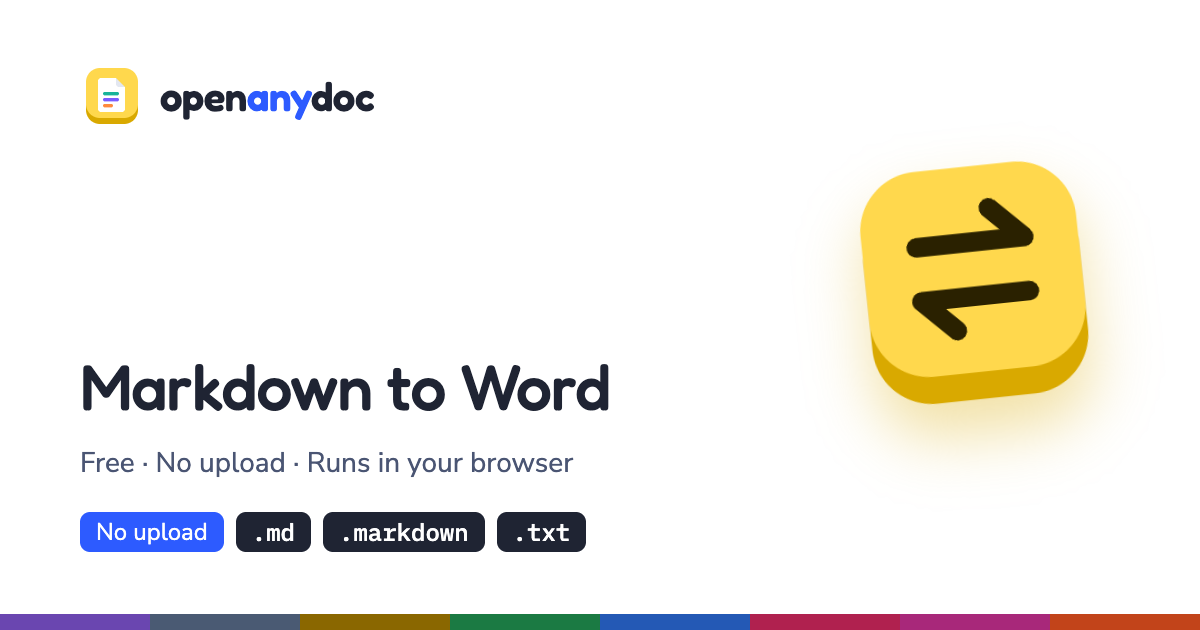 openanydoc
Markdown to Word
Free · No upload · Runs in your browser
No upload .md .markdown .txt